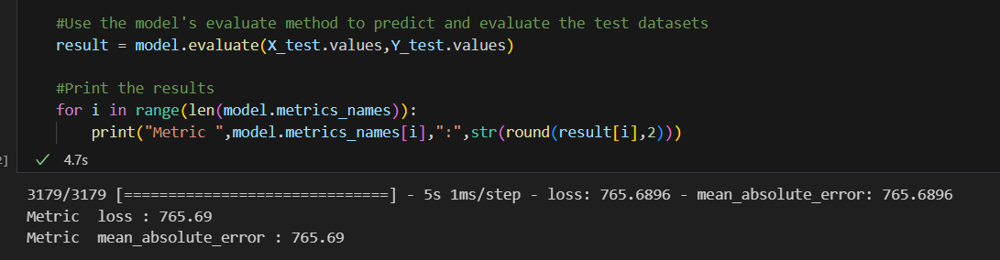 #Use the model's evaluate method to predict and evaluate the test datasets
result = model.evaluate(X_test.values,Y_test.values)
#Print the results
for i in range(len(model.metrics_names)):
    print("Metric ",model.metrics_names[i],":",str(round(result[i],2)))
]
✓ 4.7s
3179/3179 [==============================] - 5s 1ms/step - loss: 765.6896 - mean_absolute_error: 765.6896
Metric  loss : 765.69
Metric  mean_absolute_error : 765.69